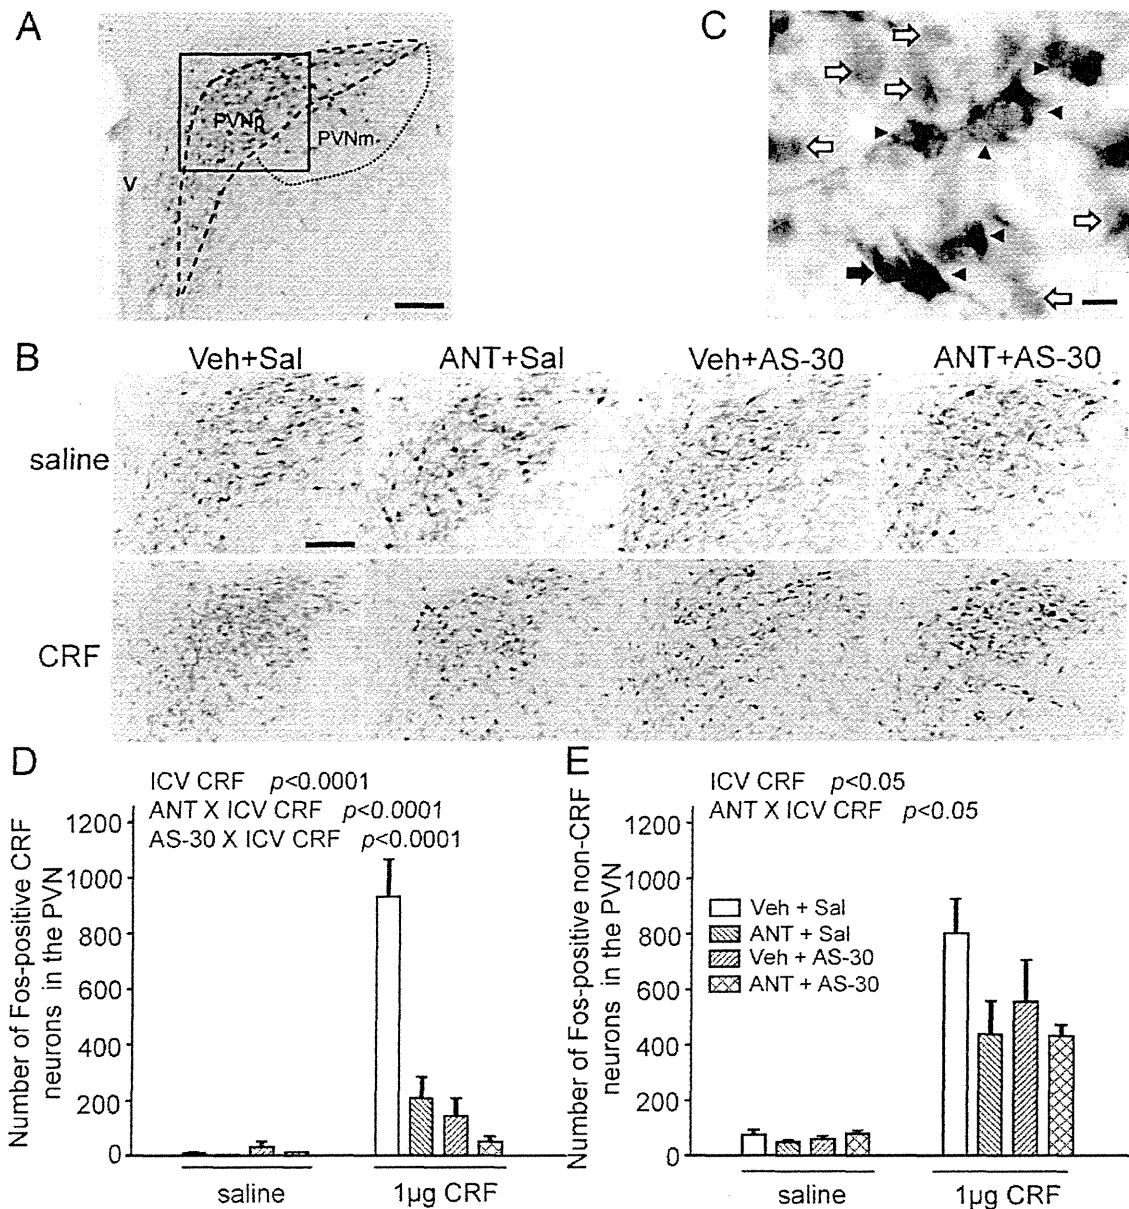 A
PVNp
PVNm
V
C
B
Veh+Sal
ANT+Sal
Veh+AS-30
ANT+AS-30
saline
CRF
D
ICV CRF p<0.0001
ANT X ICV CRF p<0.0001
AS-30 X ICV CRF p<0.0001
Number of Fos-positive CRF
neurons in the PVN
1200
1000
800
600
400
200
0
saline
1µg CRF
E
ICV CRF p<0.05
ANT X ICV CRF p<0.05
Number of Fos-positive non-CRF
neurons in the PVN
1200
1000
800
600
400
200
0
Veh + Sal
ANT + Sal
Veh + AS-30
ANT + AS-30
saline
1µg CRF